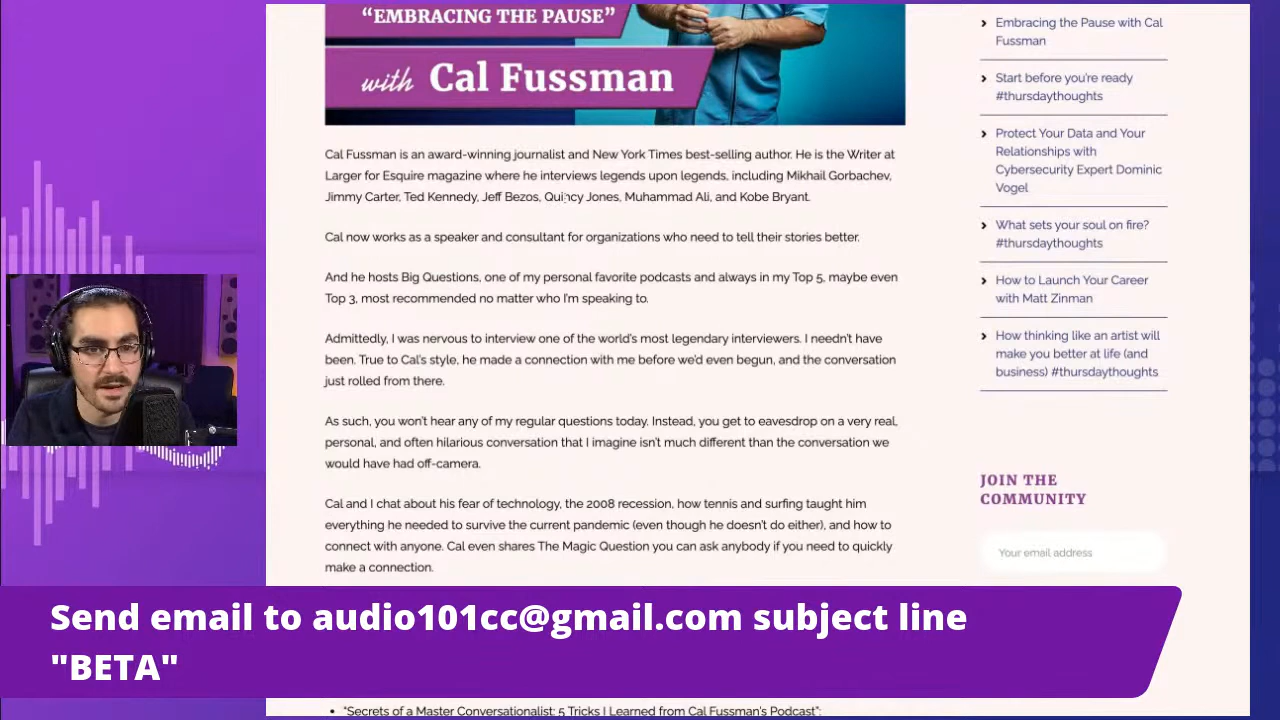 "EMBRACING THE PAUSE"
with Cal Fussman
Cal Fussman is an award-winning journalist and New York Times best-selling author. He is the Writer at
Larger for Esquire magazine where he interviews legends upon legends, including Mikhail Gorbachev,
Jimmy Carter, Ted Kennedy, Jeff Bezos, Quincy Jones, Muhammad Ali, and Kobe Bryant.
Cal now works as a speaker and consultant for organizations who need to tell their stories better.
And he hosts Big Questions, one of my personal favorite podcasts and always in my Top 5, maybe even
Top 3, most recommended no matter who I'm speaking to.
Admittedly, I was nervous to interview one of the world's most legendary interviewers. I needn't have
been. True to Cal's style, he made a connection with me before we'd even begun, and the conversation
just rolled from there.
As such, you won't hear any of my regular questions today. Instead, you get to eavesdrop on a very real,
personal, and often hilarious conversation that I imagine isn't much different than the conversation we
would have had off-camera.
Cal and I chat about his fear of technology, the 2008 recession, how tennis and surfing taught him
everything he needed to survive the current pandemic (even though he doesn't do either), and how to
connect with anyone. Cal even shares The Magic Question you can ask anybody if you need to quickly
make a connection.
• "Secrets of a Master Conversationalist: 5 Tricks I Learned from Cal Fussman's Podcast":
Embracing the Pause with Cal
Fussman
Start before you're ready
#thursdaythoughts
Protect Your Data and Your
Relationships with
Cybersecurity Expert Dominic
Vogel
What sets your soul on fire?
#thursdaythoughts
How to Launch Your Career
with Matt Zinman
How thinking like an artist will
make you better at life (and
business) #thursdaythoughts
JOIN THE
COMMUNITY
Your email address
Send email to audio101cc@gmail.com subject line
"BETA"